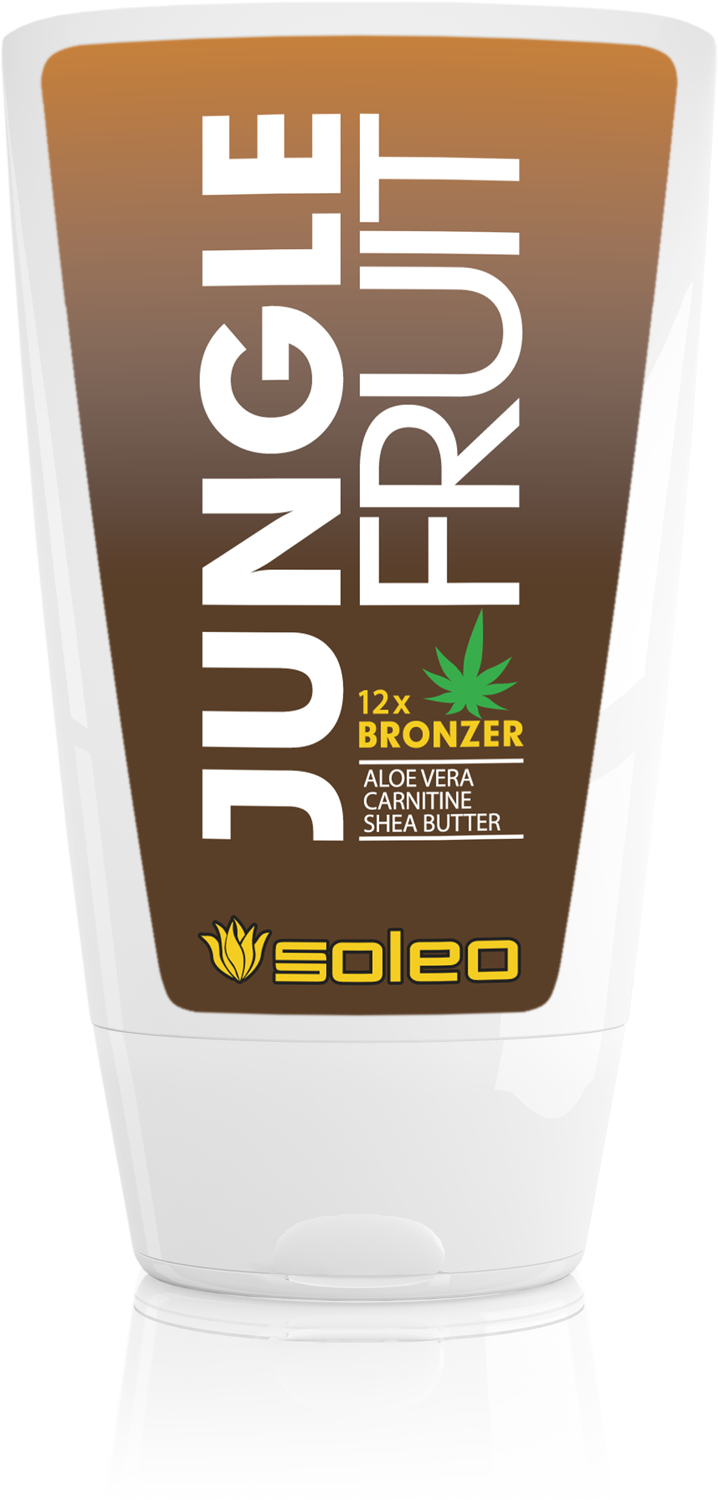 JUNGLE
FRUIT
12x
BRONZER
ALOE VERA
CARNITINE
SHEA BUTTER
soleo